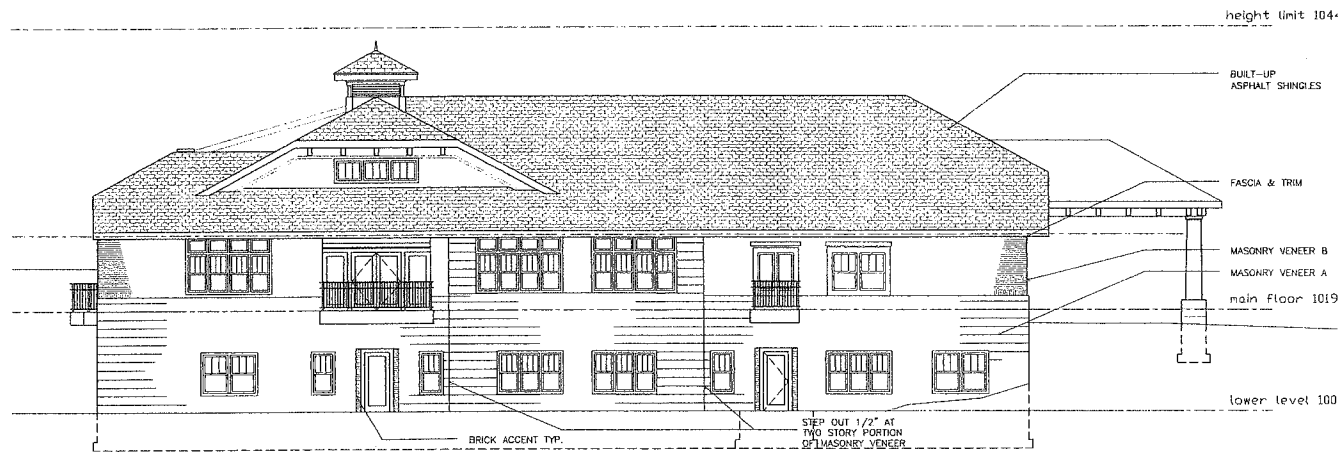 height limit 104
BUILT-UP
ASPHALT SHINGLES
FASCIA & TRIM
MASONRY VENEER B
MASONRY VENEER A
main floor 1019
lower level 100
STEP OUT 1/2" AT
TWO STORY PORTION
OF MASONRY VENEER
BRICK ACCENT TYP.